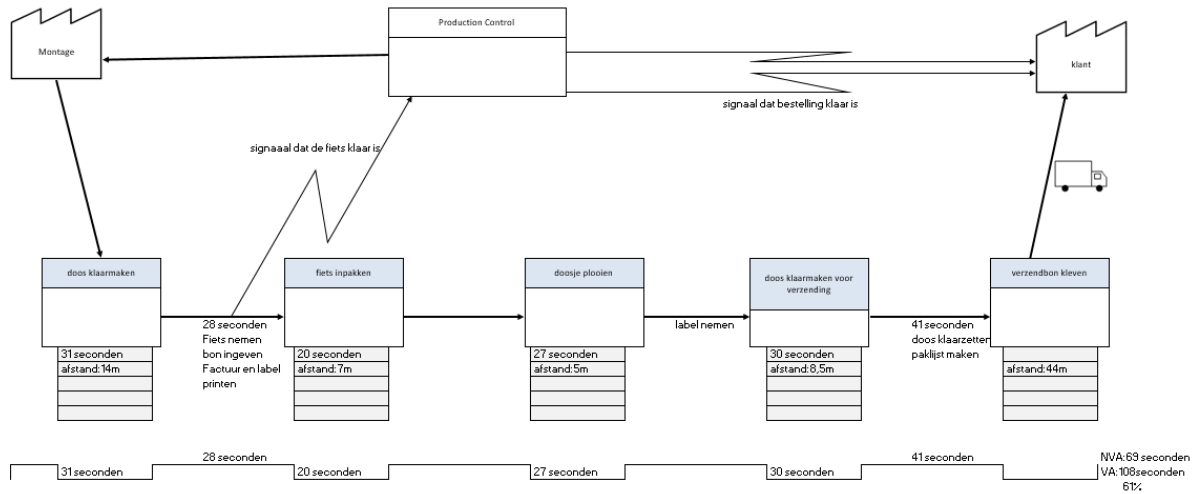 Montage
Production Control
klant
signaal dat bestelling klaar is
signaaal dat de fiets klaar is
doos klaarmaken
fiets inpakken
doosje plooien
doos klaarmaken voor
verzending
verzendbon kleven
28 seconden
Fiets nemen
bon ingeven
Factuur en label
printen
label nemen
41 seconden
doos klaarzetten
paklijst maken
31 seconden
afstand:14m
20 seconden
afstand:7m
27 seconden
afstand:5m
30 seconden
afstand:8,5m
afstand:44m
28 seconden
41 seconden
31 seconden
20 seconden
27 seconden
30 seconden
NVA:69 seconden
VA:108seconden
61%